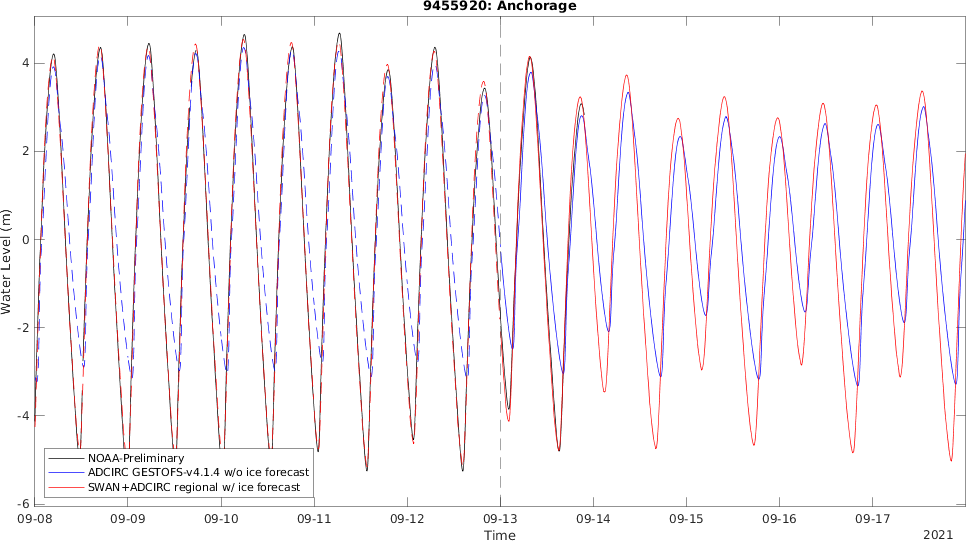 9455920: Anchorage
Water Level (m)
4
2
0
-2
-4
-6
NOAA-Preliminary
ADCIRC GESTOFS-v4.1.4 w/o ice forecast
SWAN+ADCIRC regional w/ ice forecast
09-08
09-09
09-10
09-11
09-12
09-13
09-14
09-15
09-16
09-17
Time
2021